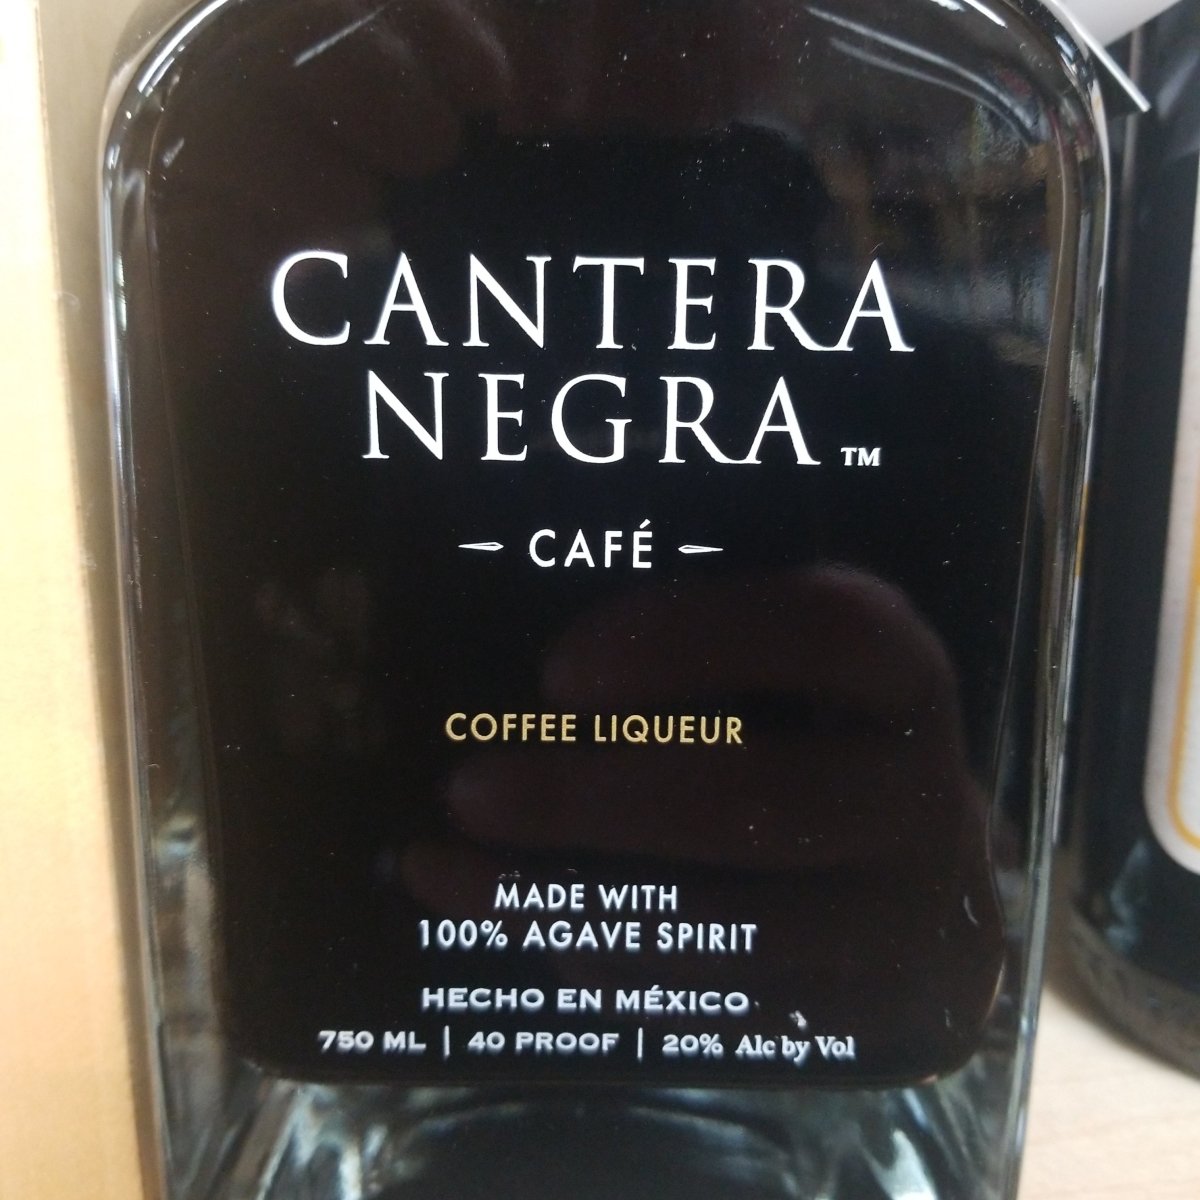 CANTERA
NEGRA™
- CAFÉ -
COFFEE LIQUEUR
MADE WITH
100% AGAVE SPIRIT
HECHO EN MÉXICO
750 ML | 40 PROOF | 20% Alc by Vol